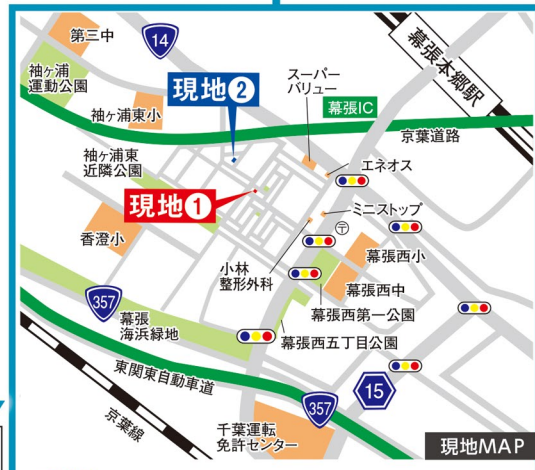 第三中
14
袖ヶ浦
運動公園
袖ヶ浦東小
現地②
スーパー
バリュー
幕張本郷駅
幕張IC
京葉道路
袖ヶ浦東
近隣公園
エネオス
現地①
ミニストップ
〒
香澄小
小林
整形外科
幕張西小
幕張西中
幕張西第一公園
357
幕張
海浜緑地
幕張西五丁目公園
東関東自動車道
京葉線
357
15
千葉運転
免許センター
現地MAP